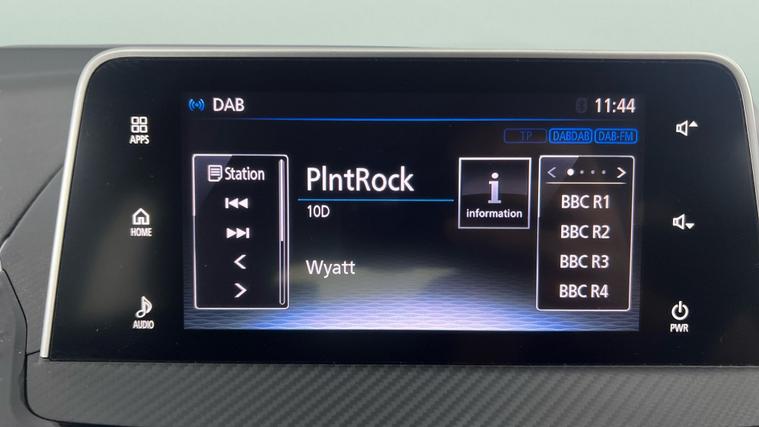 DAB
11:44
TP DABDAB DAB-FM
APPS
HOME
AUDIO
Station
PlntRock
10D
Wyatt
i
information
BBC R1
BBC R2
BBC R3
BBC R4
PWR